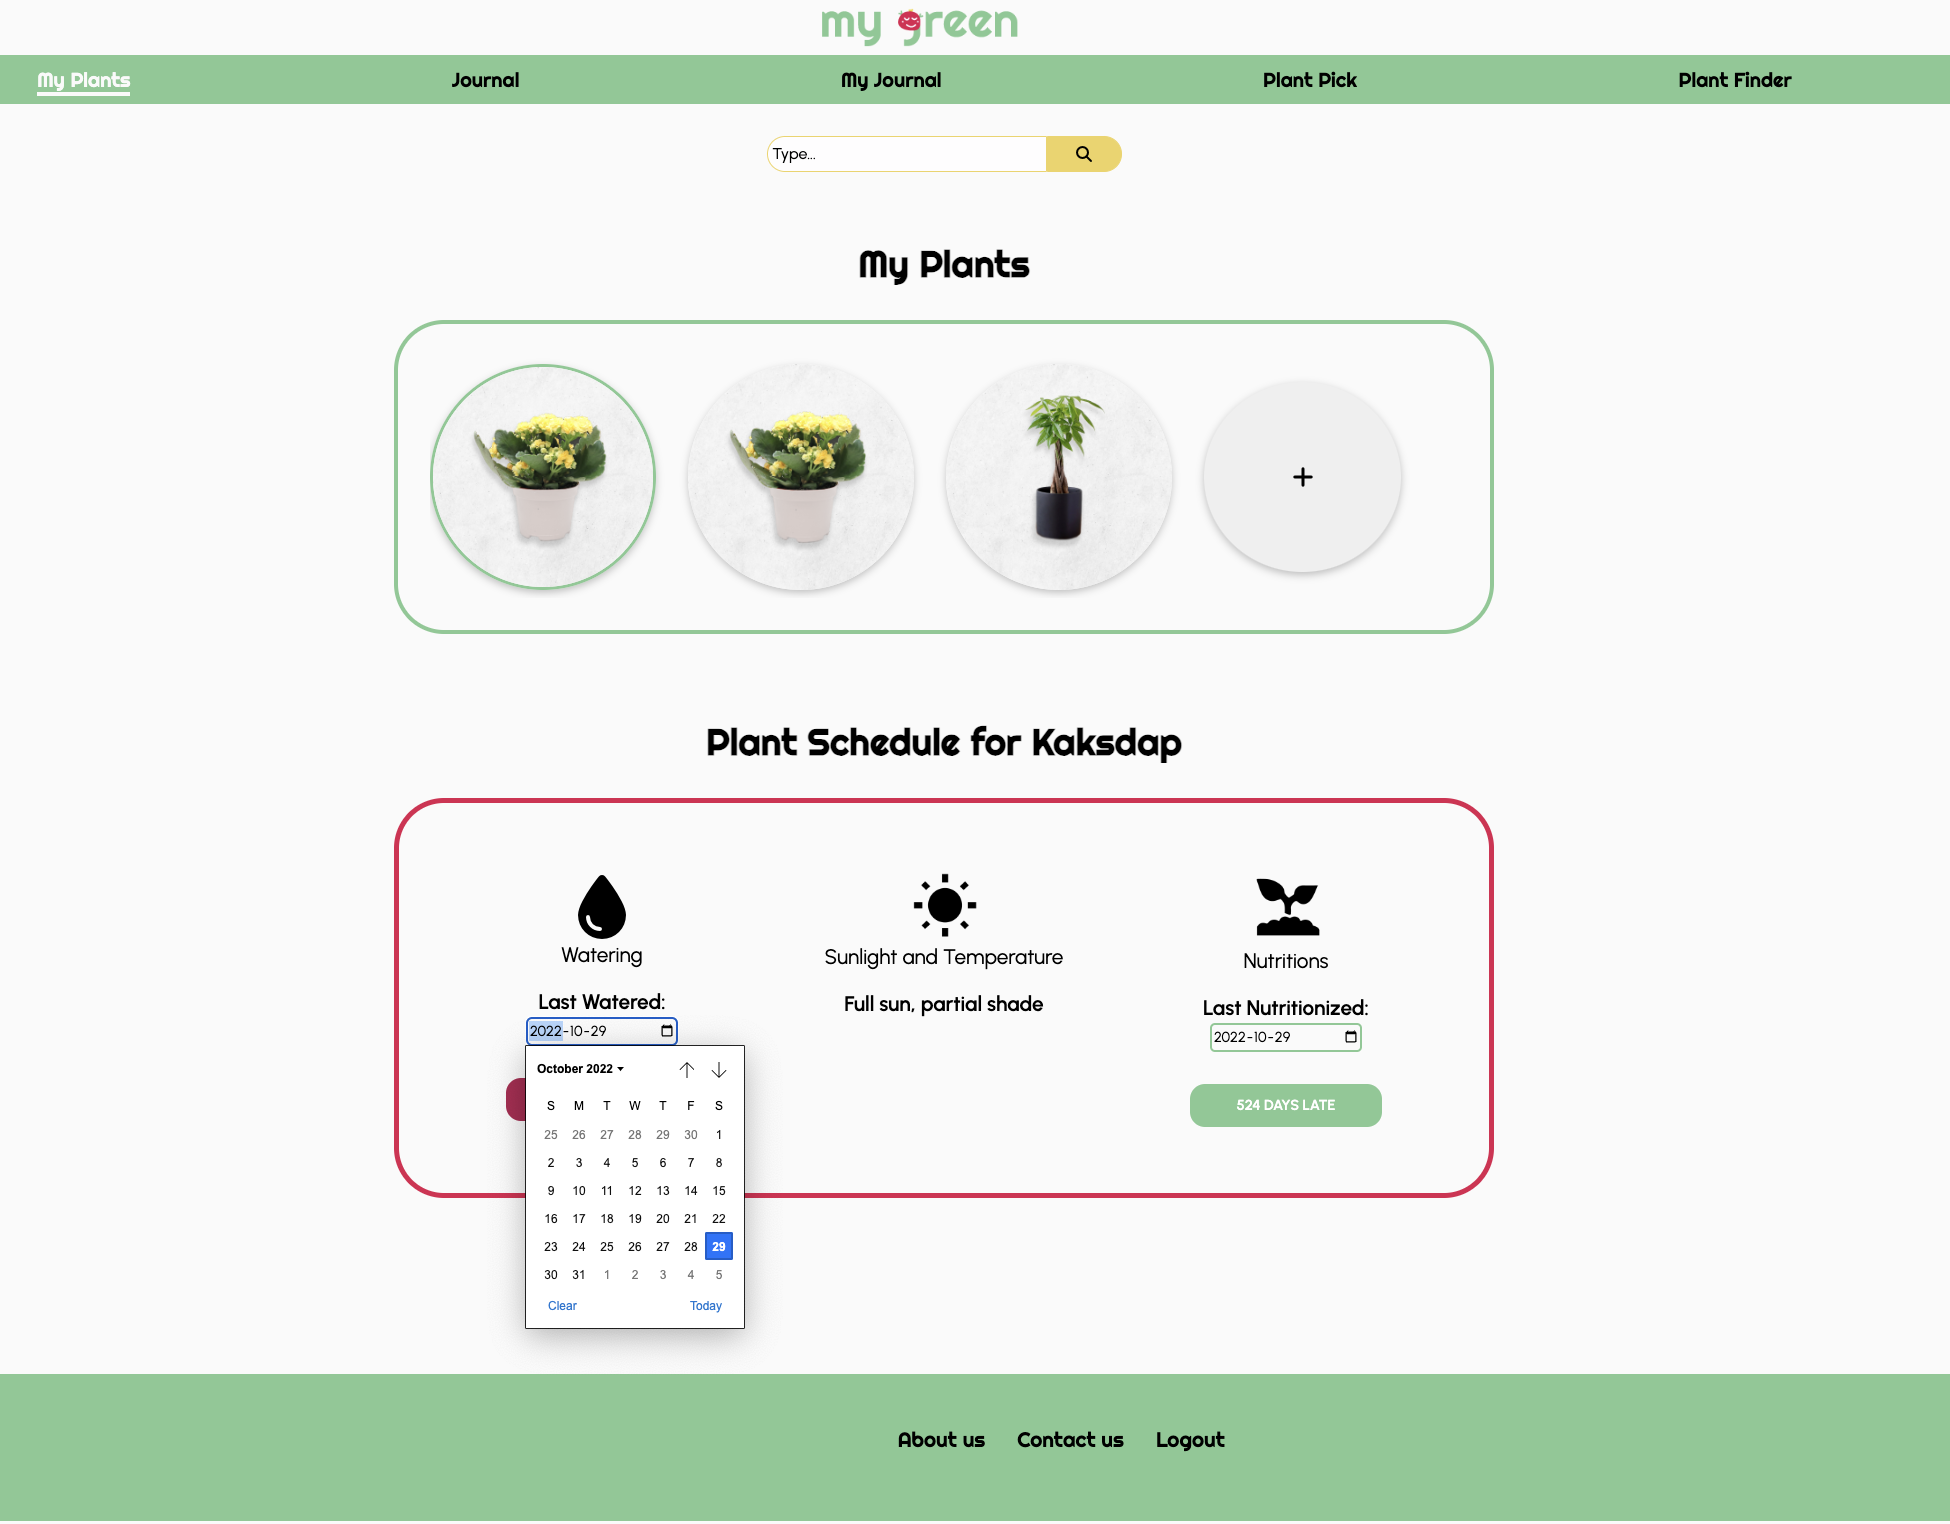 my green
My Plants Journal My Journal Plant Pick Plant Finder
Type...
My Plants
Plant Schedule for Kaksdap
Watering
Last Watered:
2022-10-29
Sunlight and Temperature
Full sun, partial shade
Nutritions
Last Nutritionized:
2022-10-29
524 DAYS LATE
October 2022
S M T W T F S
25 26 27 28 29 30 1
2 3 4 5 6 7 8
9 10 11 12 13 14 15
16 17 18 19 20 21 22
23 24 25 26 27 28 29
30 31 1 2 3 4 5
Clear Today
About us Contact us Logout